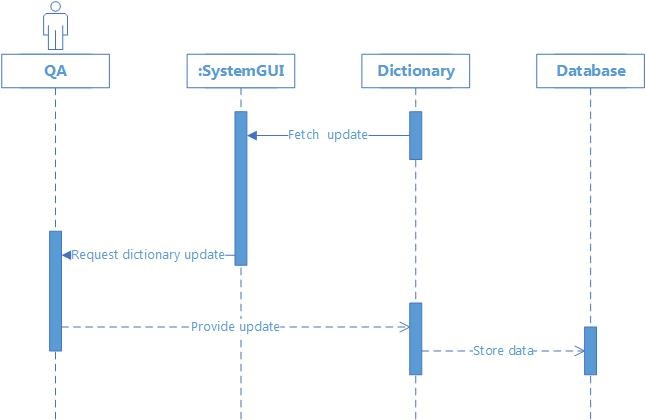 QA
:SystemGUI
Dictionary
Database
Fetch update
Request dictionary update
Provide update
Store data